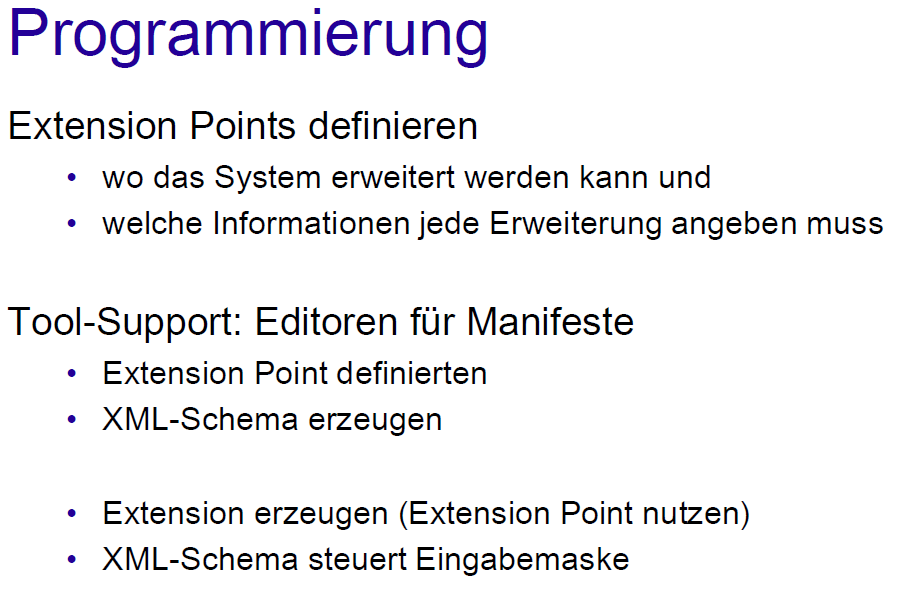 Programmierung
Extension Points definieren
• wo das System erweitert werden kann und
• welche Informationen jede Erweiterung angeben muss
Tool-Support: Editoren für Manifeste
• Extension Point definierten
• XML-Schema erzeugen
• Extension erzeugen (Extension Point nutzen)
• XML-Schema steuert Eingabemaske